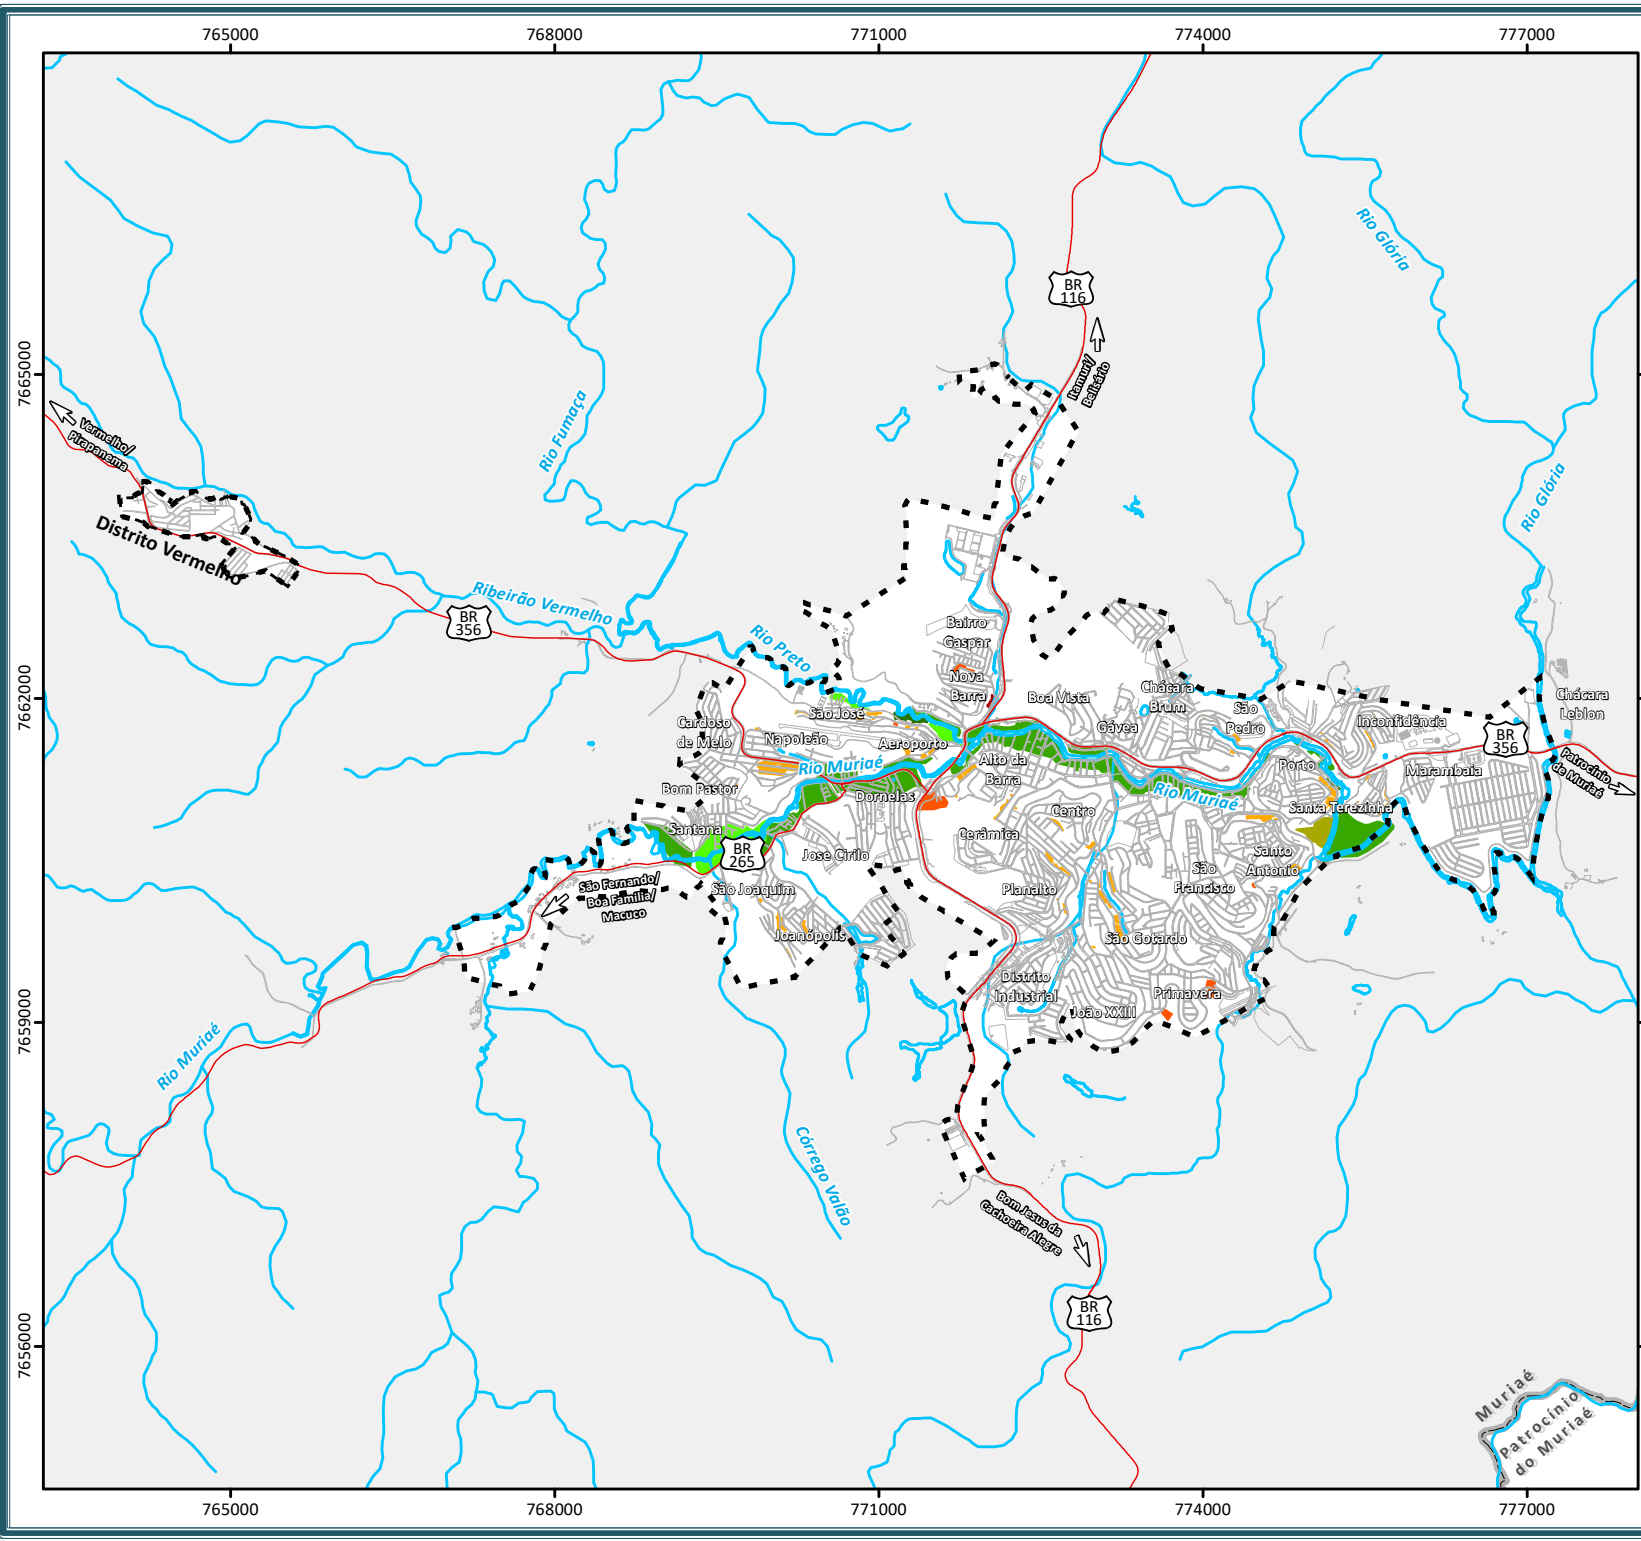 765000
768000
771000
774000
777000
Rio Glória
BR
116
Itamuri/
Belisário
7665000
Rio Fumaça
Vermelho/
Pirapanema
Distrito Vermelho
Rio Glória
Ribeirão Vermelho
BR
356
Rio Preto
Bairro
Gaspar
Nova
Barra
Boa Vista
Chácara
Brum
São
Pedro
Gávea
Inconfidência
Chácara
Leblon
BR
356
Patrocínio
de Muriaé
7662000
Cardoso
de Melo
São José
Napoleão
Aeroporto
Rio Muriaé
Alto da
Barra
Porto
Marambaia
Bom Pastor
Dornelas
Rio Muriaé
Santa Terezinha
Centro
Santana
Cerâmica
BR
265
Jose Cirilo
Santo
Antonio
São
Francisco
São Fernando/
Boa Família/
Macuco
São Joaquim
Planalto
Joanópolis
São Gotardo
Distrito
Industrial
Primavera
João XXIII
7659000
Rio Muriaé
Córrego Valão
Bom Jesus da
Cachoeira Alegre
BR
116
7656000
Muriaé
Patrocínio
do Muriaé
765000
768000
771000
774000
777000